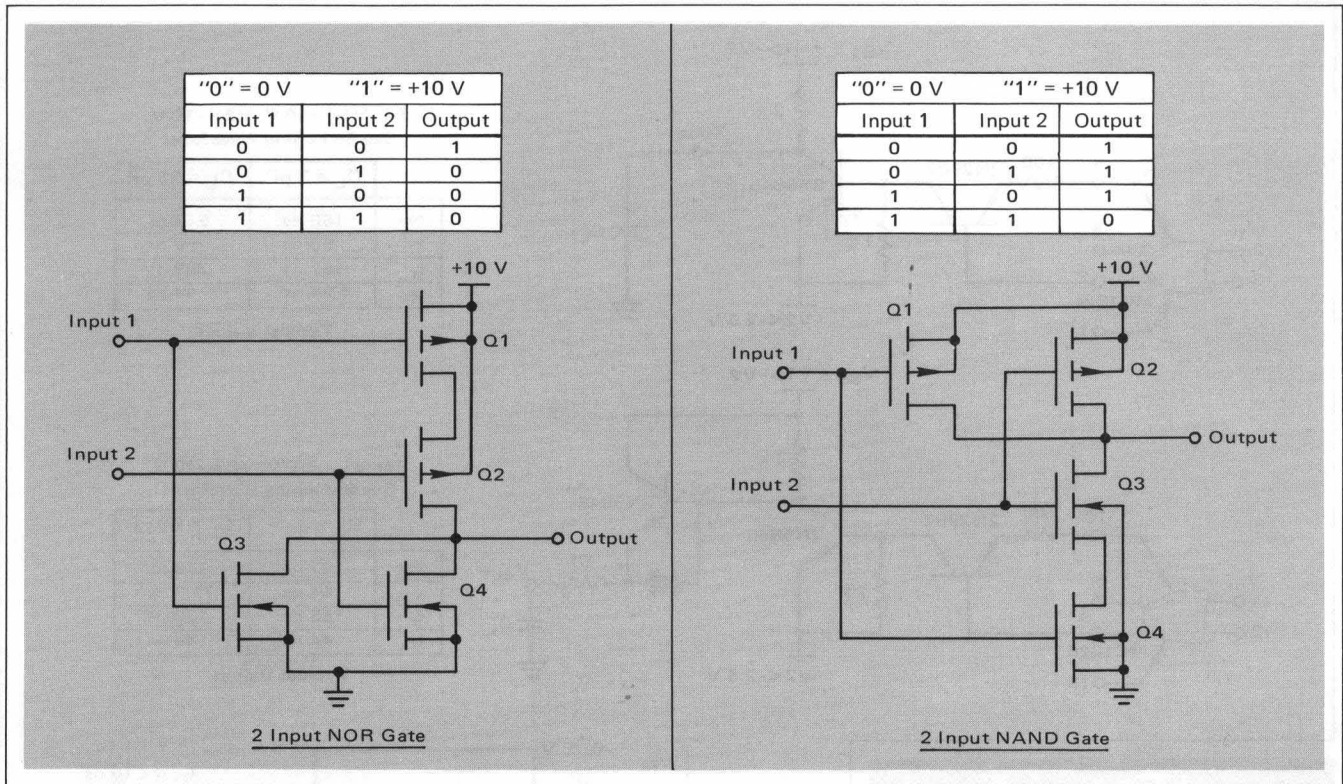 "0" = 0 V "1" = +10 V
Input 1 Input 2 Output
0 0 1
0 1 0
1 0 0
1 1 0
+10 V
Input 1
Q1
Input 2
Q2
Q3
Output
Q4
2 Input NOR Gate
"0" = 0 V "1" = +10 V
Input 1 Input 2 Output
0 0 1
0 1 1
1 0 1
1 1 0
+10 V
Q1
Input 1
Q2
Output
Input 2
Q3
Q4
2 Input NAND Gate